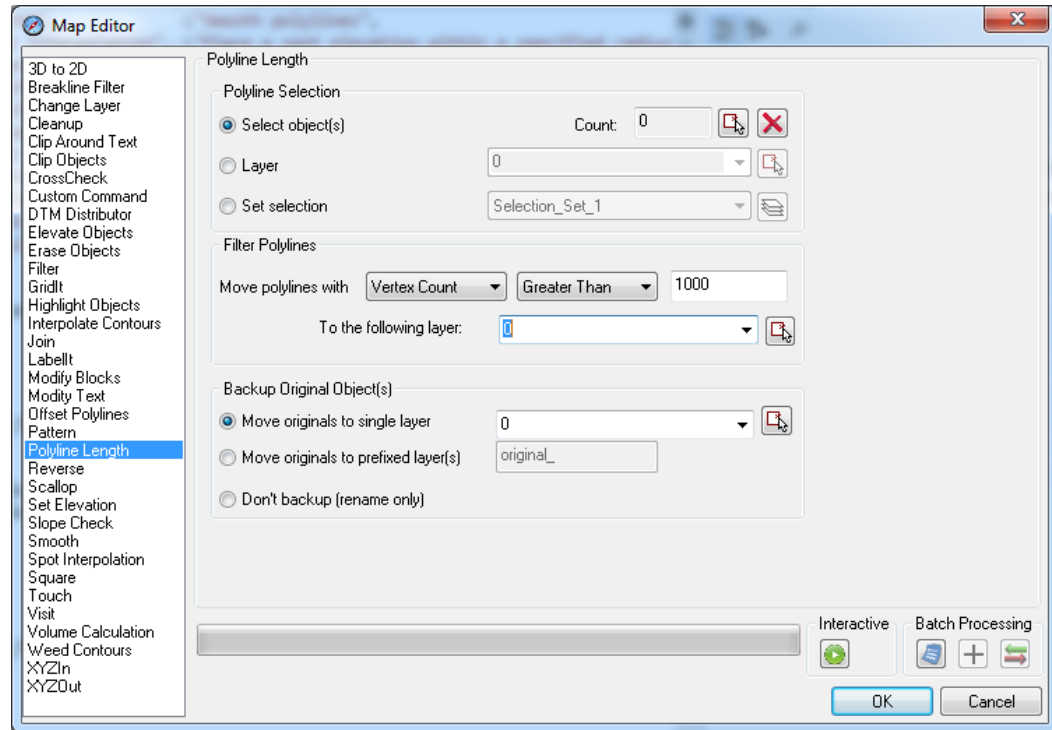 "smooth polylines",
Map Editor
3D to 2D
Breakline Filter
Change Layer
Cleanup
Clip Around Text
Clip Objects
CrossCheck
Custom Command
DTM Distributor
Elevate Objects
Erase Objects
Filter
GridIt
Highlight Objects
Interpolate Contours
Join
LabelIt
Modify Blocks
Modity Text
Offset Polylines
Pattern
Polyline Length
Reverse
Scallop
Set Elevation
Slope Check
Smooth
Spot Interpolation
Square
Touch
Visit
Volume Calculation
Weed Contours
XYZIn
XYZOut
Polyline Length
Polyline Selection
Select object(s) Count: 0
Layer 0
Set selection Selection_Set_1
Filter Polylines
Move polylines with Vertex Count Greater Than 1000
To the following layer: 0
Backup Original Object(s)
Move originals to single layer 0
Move originals to prefixed layer(s) original_
Don't backup (rename only)
Interactive
Batch Processing
OK
Cancel